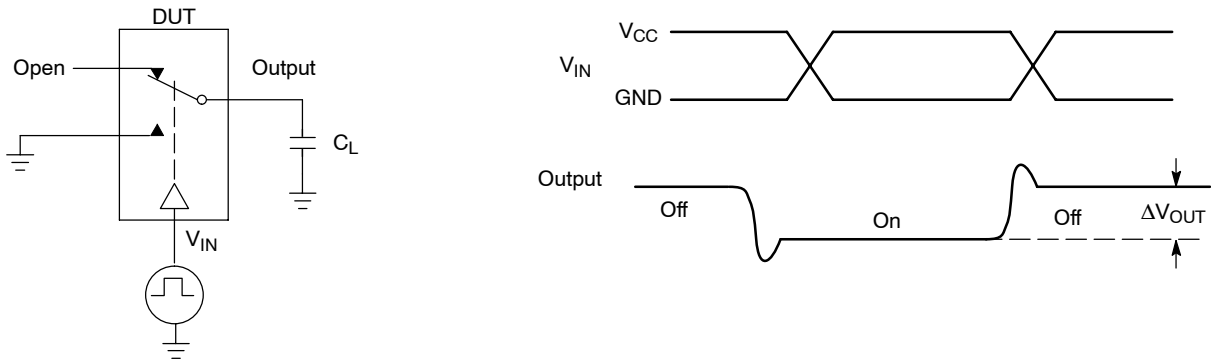 DUT
Open
Output
C_L
V_IN
V_CC
V_IN
GND
Output
Off
On
Off
ΔV_OUT